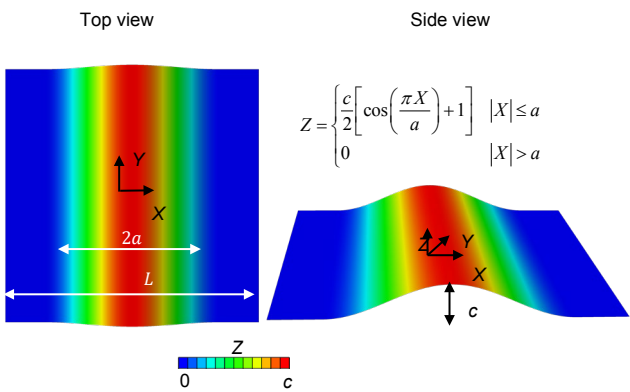 Top view
Side view
Z = { c/2 [ cos ( πX/a ) + 1 ] |X| ≤ a
0 |X| > a
Y
X
2a
L
Z
Y
X
c
Z
0 c